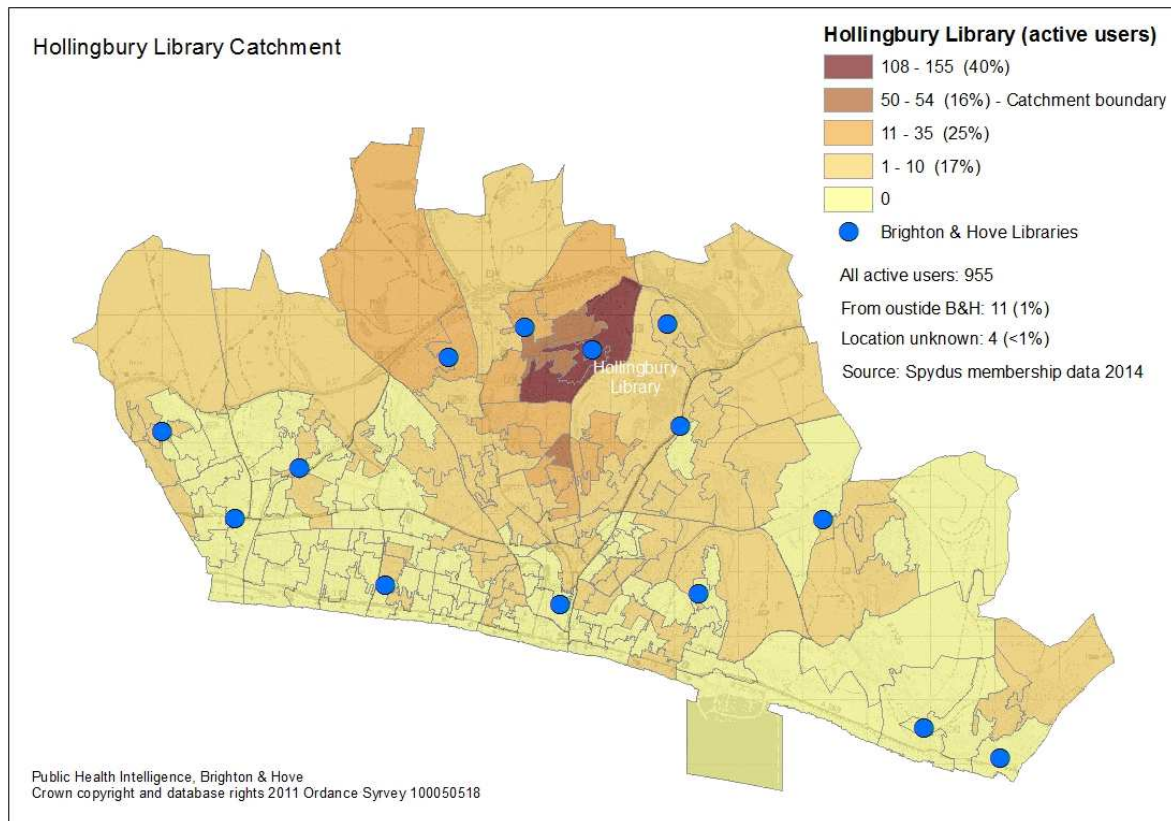 Hollingbury Library Catchment
Hollingbury Library (active users)
108 - 155 (40%)
50 - 54 (16%) - Catchment boundary
11 - 35 (25%)
1 - 10 (17%)
0
Brighton & Hove Libraries
All active users: 955
From oustide B&H: 11 (1%)
Location unknown: 4 (<1%)
Source: Spydus membership data 2014
Hollingbury
Library
Public Health Intelligence, Brighton & Hove
Crown copyright and database rights 2011 Ordance Syrvey 100050518